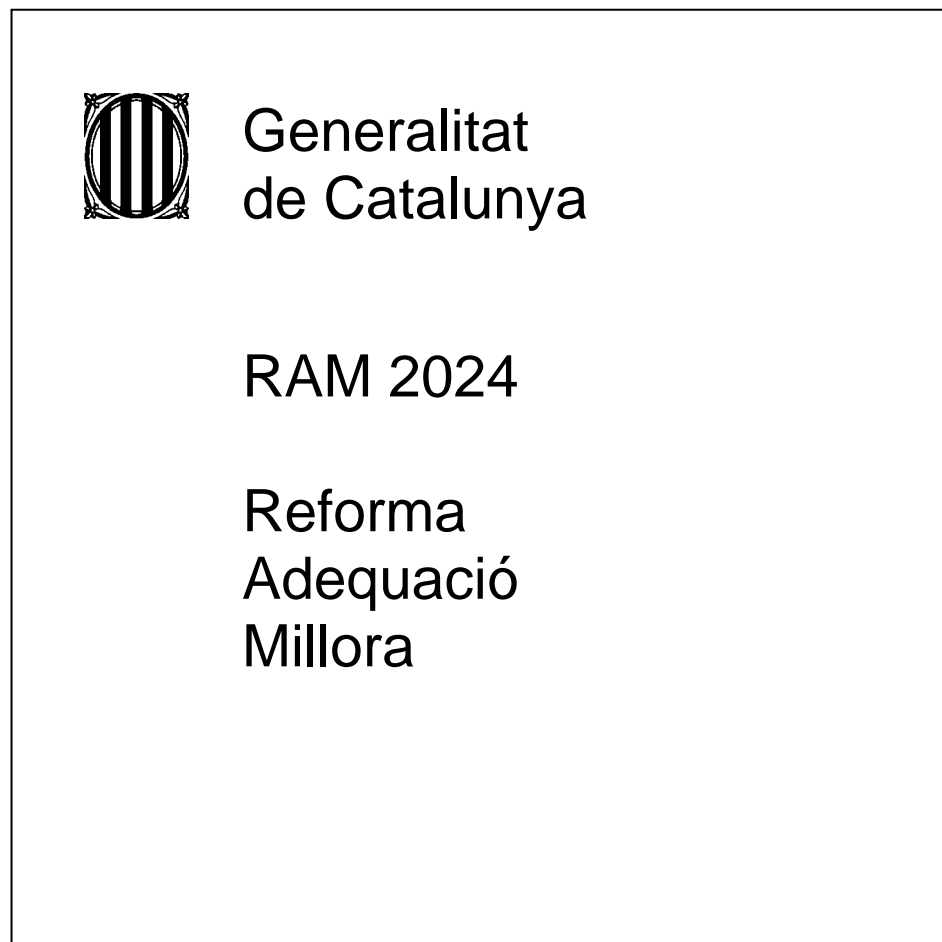 Generalitat
de Catalunya
RAM 2024
Reforma
Adequació
Millora